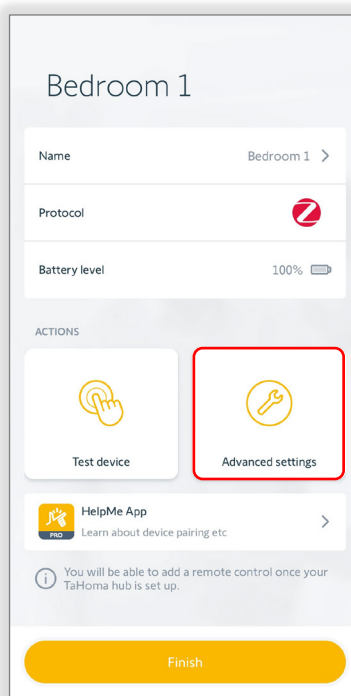 Bedroom 1
Name
Bedroom 1
Protocol
Battery level
100%
ACTIONS
Test device
Advanced settings
HelpMe App
Learn about device pairing etc
PRO
You will be able to add a remote control once your
TaHoma hub is set up.
Finish